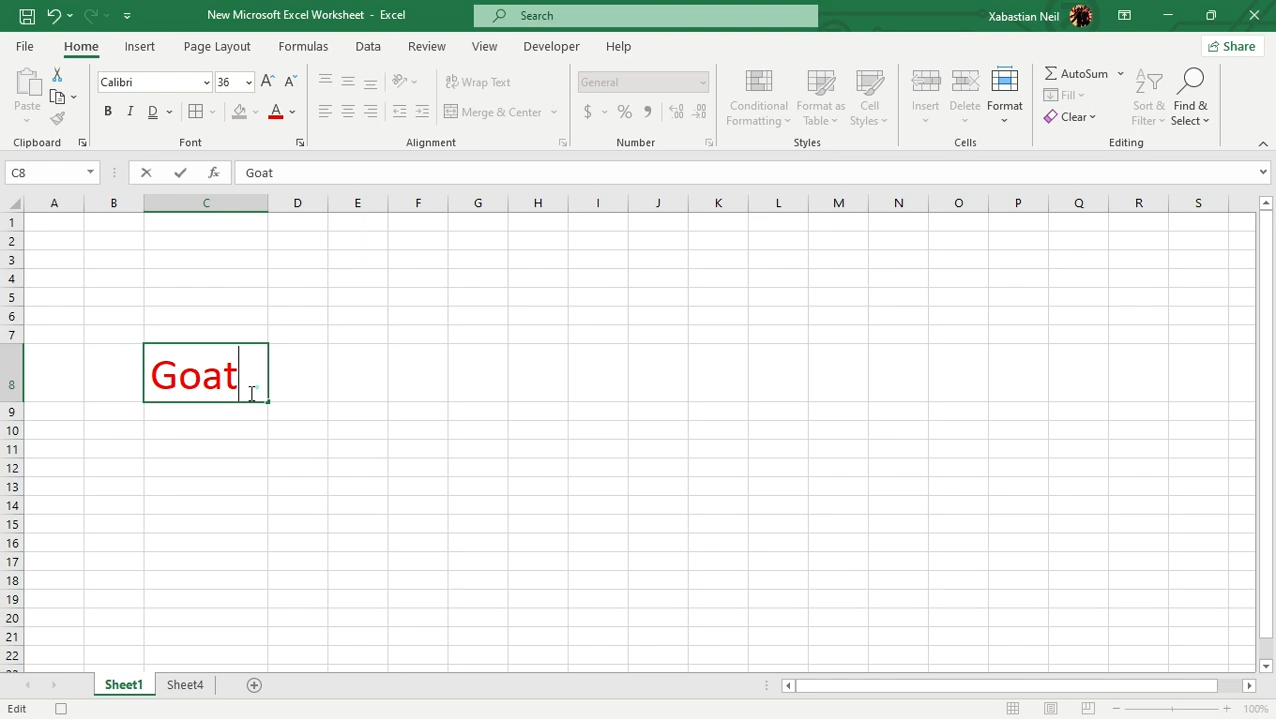 New Microsoft Excel Worksheet - Excel
Search
Xabastian Neil
File Home Insert Page Layout Formulas Data Review View Developer Help
Share
Calibri 36 A A
Wrap Text
General
AutoSum
Paste
B I D A
Merge & Center
$ % 9
Conditional Formatting
Format as Table
Cell Styles
Insert Delete Format
Fill
Clear
Sort & Filter
Find & Select
Clipboard Font Alignment Number Styles Cells Editing
C8
fx
Goat
A B C D E F G H I J K L M N O P Q R S
1
2
3
4
5
6
7
8 Goat
9
10
11
12
13
14
15
16
17
18
19
20
21
22
Sheet1 Sheet4
Edit
100%